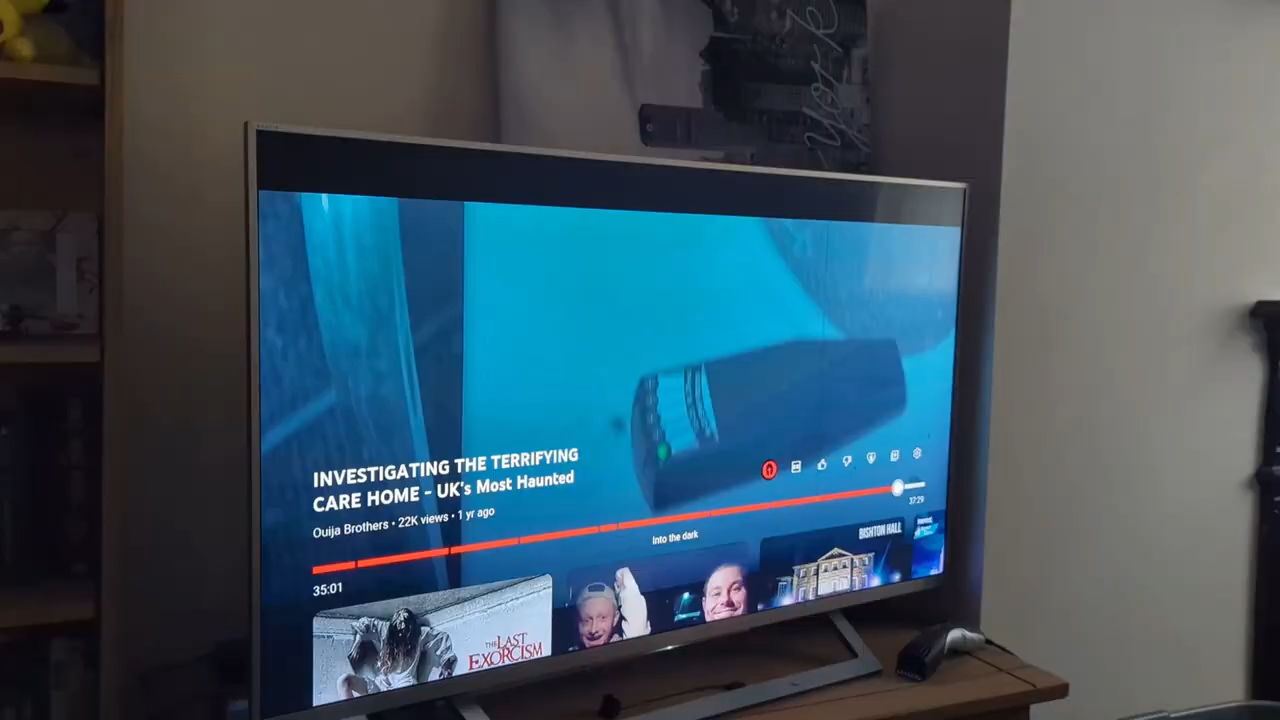 York
INVESTIGATING THE TERRIFYING
CARE HOME - UK's Most Haunted
Ouija Brothers • 22K views • 1 yr ago
37:29
Into the dark
35:01
BISHTON HALL
THE LAST
EXORCISM